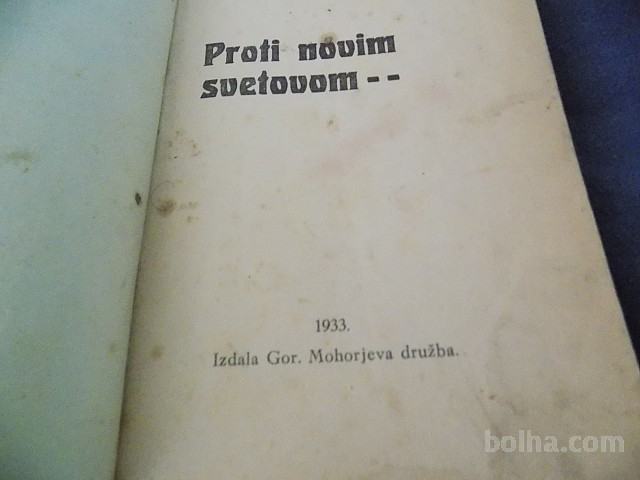 Proti novim
svetovom - -
1933.
Izdala Gor. Mohorjeva družba.
bolha.com